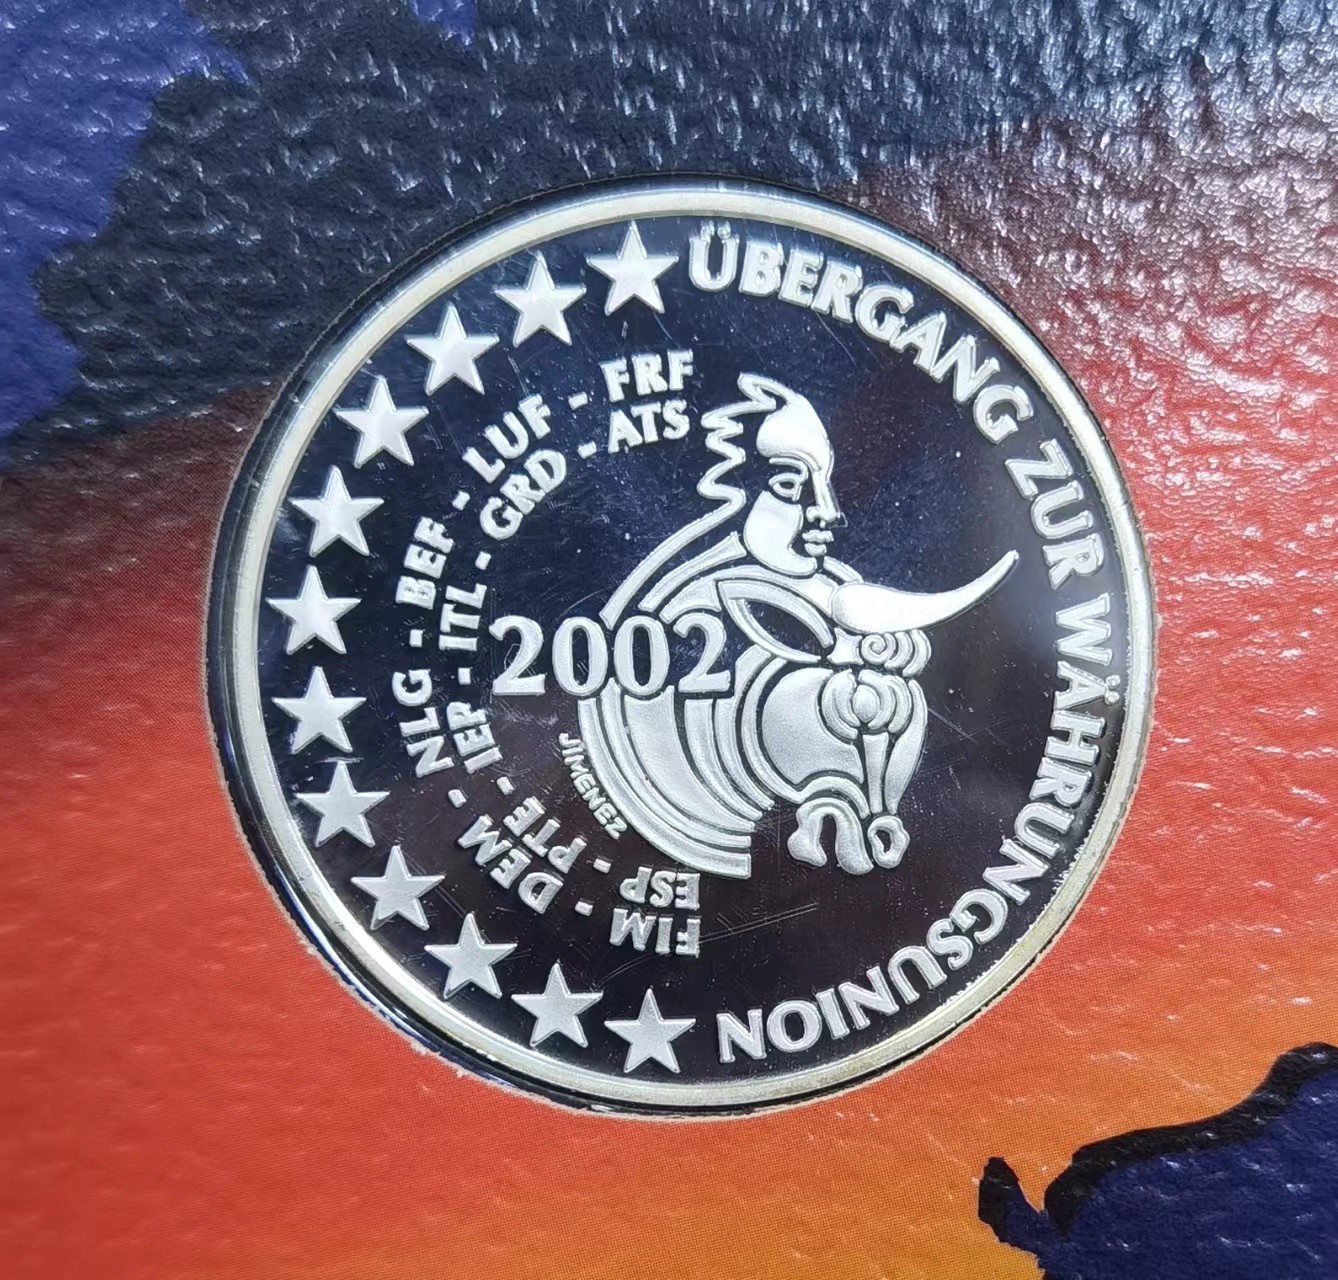 ÜBERGANG ZUR WÄHRUNGSUNION
FIM - DEM - NLG - BEF - LUF - FRF
ESP - PTE - IEP - ITL - GRD - ATS
2002
JIMENEZ